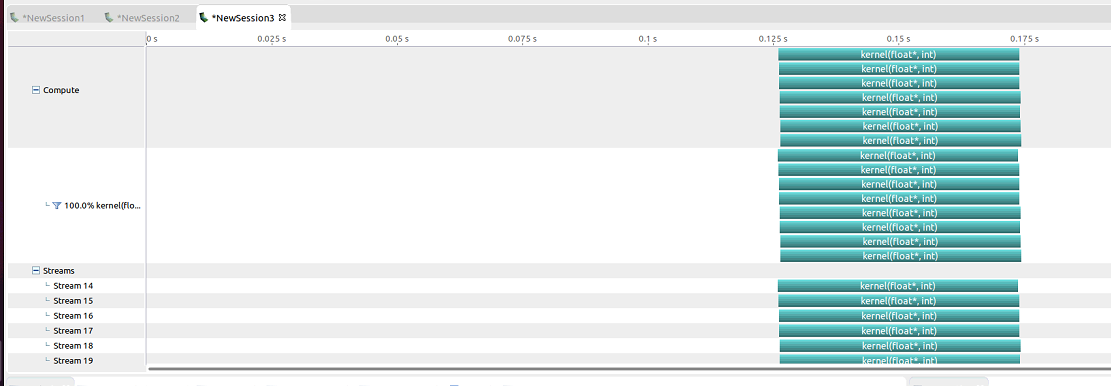 *NewSession1 *NewSession2 *NewSession3
0 s 0.025 s 0.05 s 0.075 s 0.1 s 0.125 s 0.15 s 0.175 s
kernel(float*, int)
kernel(float*, int)
kernel(float*, int)
Compute kernel(float*, int)
kernel(float*, int)
kernel(float*, int)
kernel(float*, int)
kernel(float*, int)
kernel(float*, int)
kernel(float*, int)
100.0% kernel(flo... kernel(float*, int)
kernel(float*, int)
kernel(float*, int)
kernel(float*, int)
kernel(float*, int)
Streams
Stream 14 kernel(float*, int)
Stream 15 kernel(float*, int)
Stream 16 kernel(float*, int)
Stream 17 kernel(float*, int)
Stream 18 kernel(float*, int)
Stream 19 kernel(float*, int)